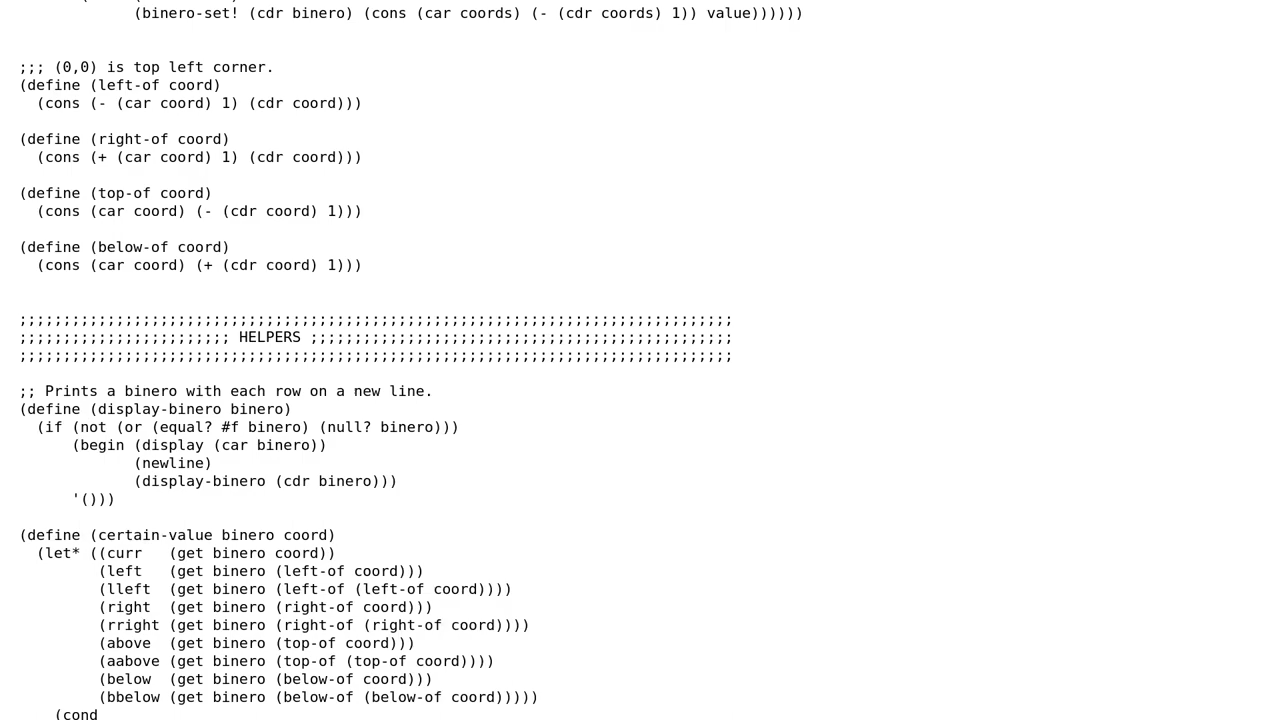 (binero-set! (cdr binero) (cons (car coords) (- (cdr coords) 1)) value))))))
;;; (0,0) is top left corner.
(define (left-of coord)
  (cons (- (car coord) 1) (cdr coord)))
(define (right-of coord)
  (cons (+ (car coord) 1) (cdr coord)))
(define (top-of coord)
  (cons (car coord) (- (cdr coord) 1)))
(define (below-of coord)
  (cons (car coord) (+ (cdr coord) 1)))
;;;;;;;;;;;;;;;;;;;;;;;;;;;;;;;;;;;;;;;;;;;;;;;;;;;;;;;;;;;;;;;;;;;;;;;;;;;;;;;;;
;;;;;;;;;;;;;;;;;;;;;;;; HELPERS ;;;;;;;;;;;;;;;;;;;;;;;;;;;;;;;;;;;;;;;;;;;;;;;;
;;;;;;;;;;;;;;;;;;;;;;;;;;;;;;;;;;;;;;;;;;;;;;;;;;;;;;;;;;;;;;;;;;;;;;;;;;;;;;;;;
;; Prints a binero with each row on a new line.
(define (display-binero binero)
  (if (not (or (equal? #f binero) (null? binero)))
      (begin (display (car binero))
             (newline)
             (display-binero (cdr binero)))
      '()))
(define (certain-value binero coord)
  (let* ((curr   (get binero coord))
         (left   (get binero (left-of coord)))
         (lleft  (get binero (left-of (left-of coord))))
         (right  (get binero (right-of coord)))
         (rright (get binero (right-of (right-of coord))))
         (above  (get binero (top-of coord)))
         (aabove (get binero (top-of (top-of coord))))
         (below  (get binero (below-of coord)))
         (bbelow (get binero (below-of (below-of coord)))))
    (cond